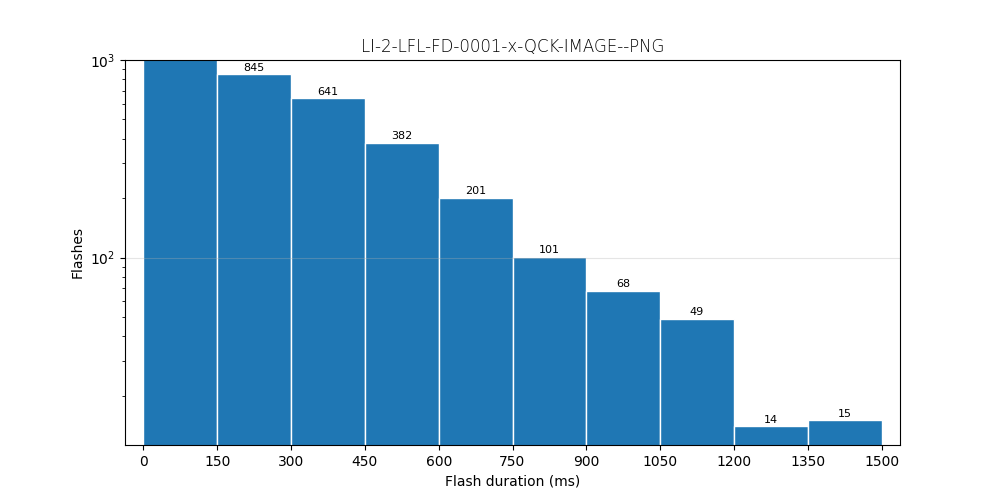 LI-2-LFL-FD-0001-x-QCK-IMAGE--PNG
10³
845
641
382
201
10²
101
68
49
14
15
Flashes
0 150 300 450 600 750 900 1050 1200 1350 1500
Flash duration (ms)